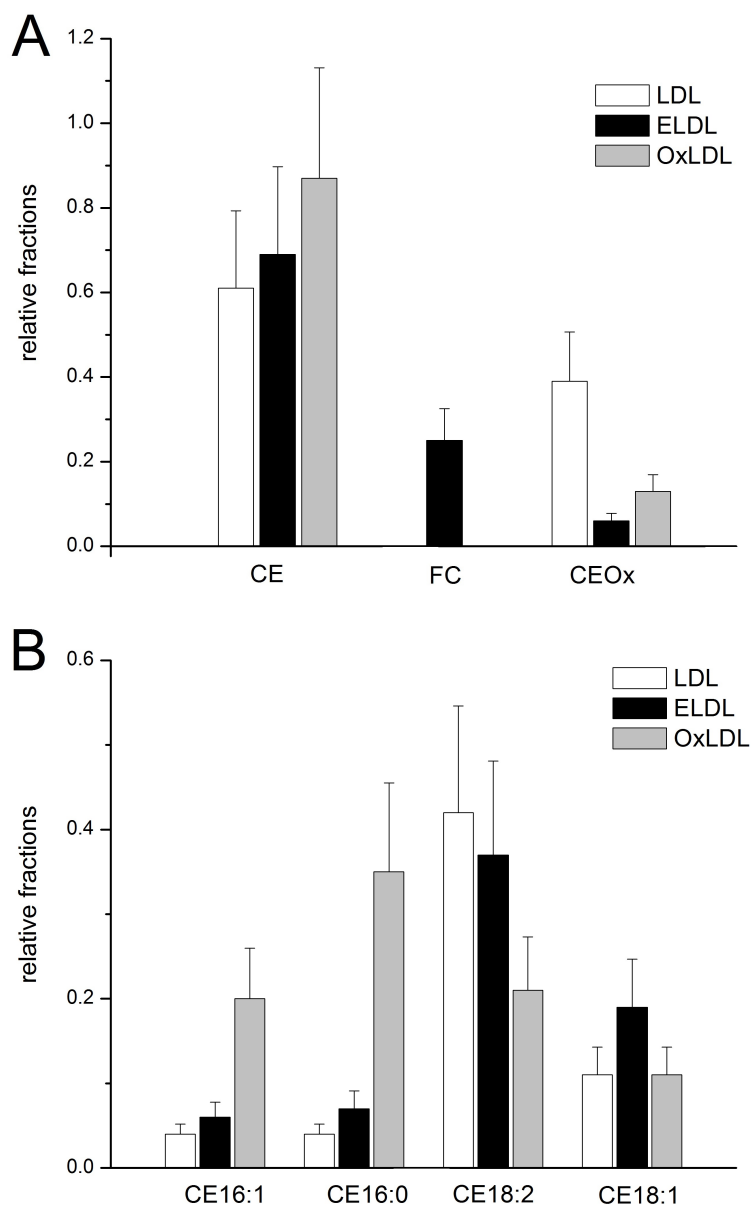 A
1.2
1.0
0.8
0.6
0.4
0.2
0.0
relative fractions
LDL
ELDL
OxLDL
CE FC CEOx
B
0.6
0.4
0.2
0.0
relative fractions
LDL
ELDL
OxLDL
CE16:1 CE16:0 CE18:2 CE18:1